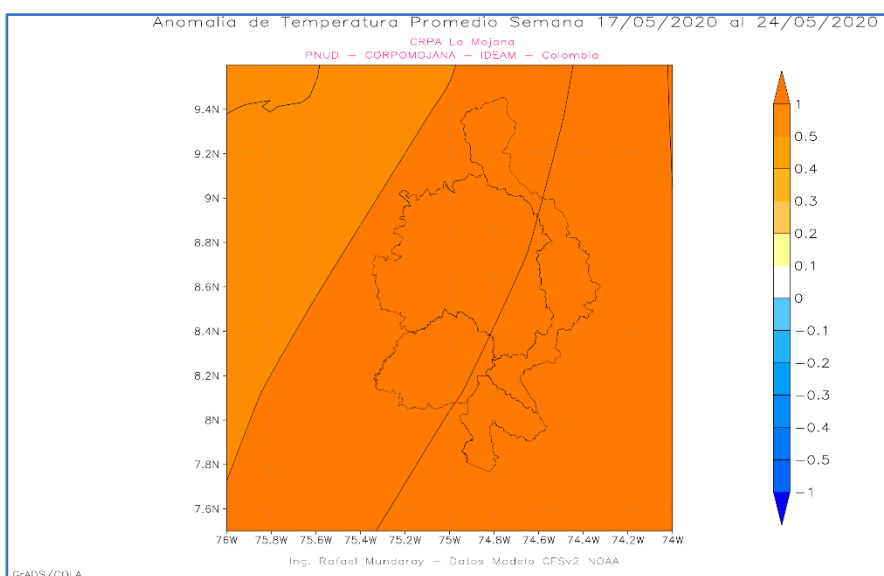 Anomalia de Temperatura Promedio Semana 17/05/2020 al 24/05/2020
CRPA La Mojana
PNUD – CORPOMOJANA – IDEAM – Colombia
9.4N
9.2N
9N
8.8N
8.6N
8.4N
8.2N
8N
7.8N
7.6N
76W 75.8W 75.6W 75.4W 75.2W 75W 74.8W 74.6W 74.4W 74.2W 74W
1
0.5
0.4
0.3
0.2
0.1
0
−0.1
−0.2
−0.3
−0.4
−0.5
−1
Ing. Rafael Mundaray – Datos Modelo CFSv2 NOAA
GrADS/COLA